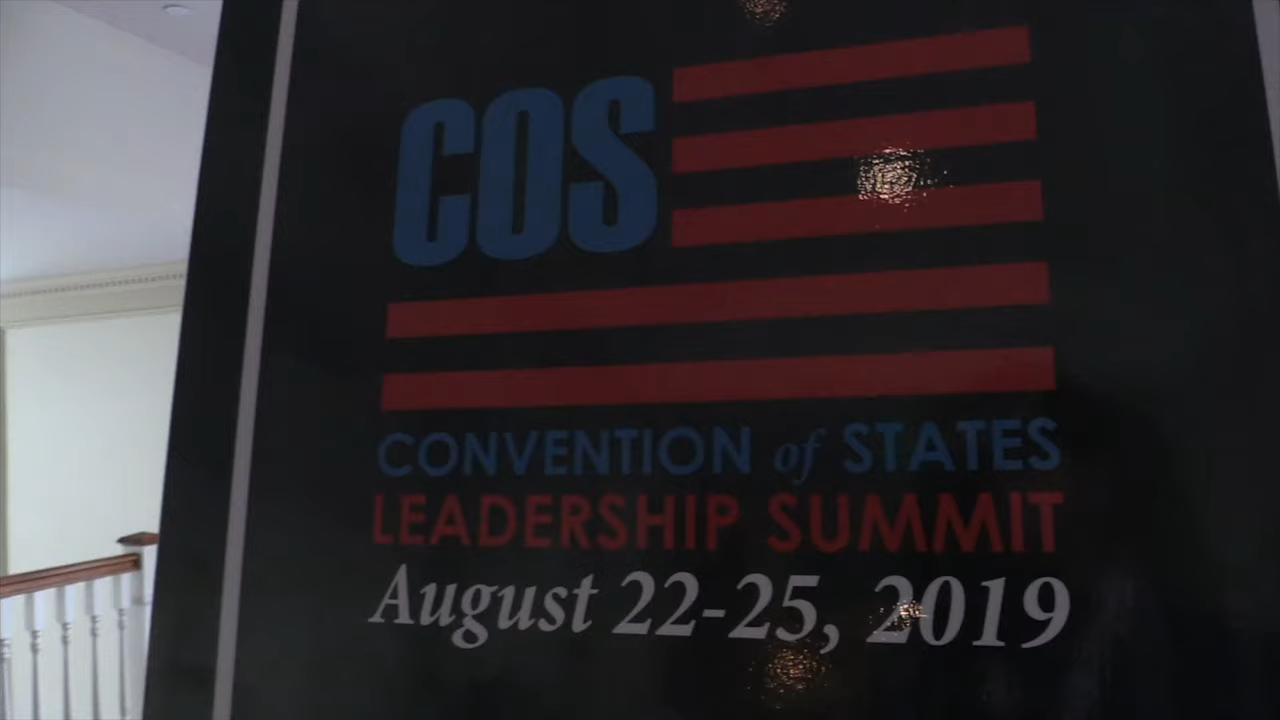 COS
CONVENTION of STATES
LEADERSHIP SUMMIT
August 22-25, 2019